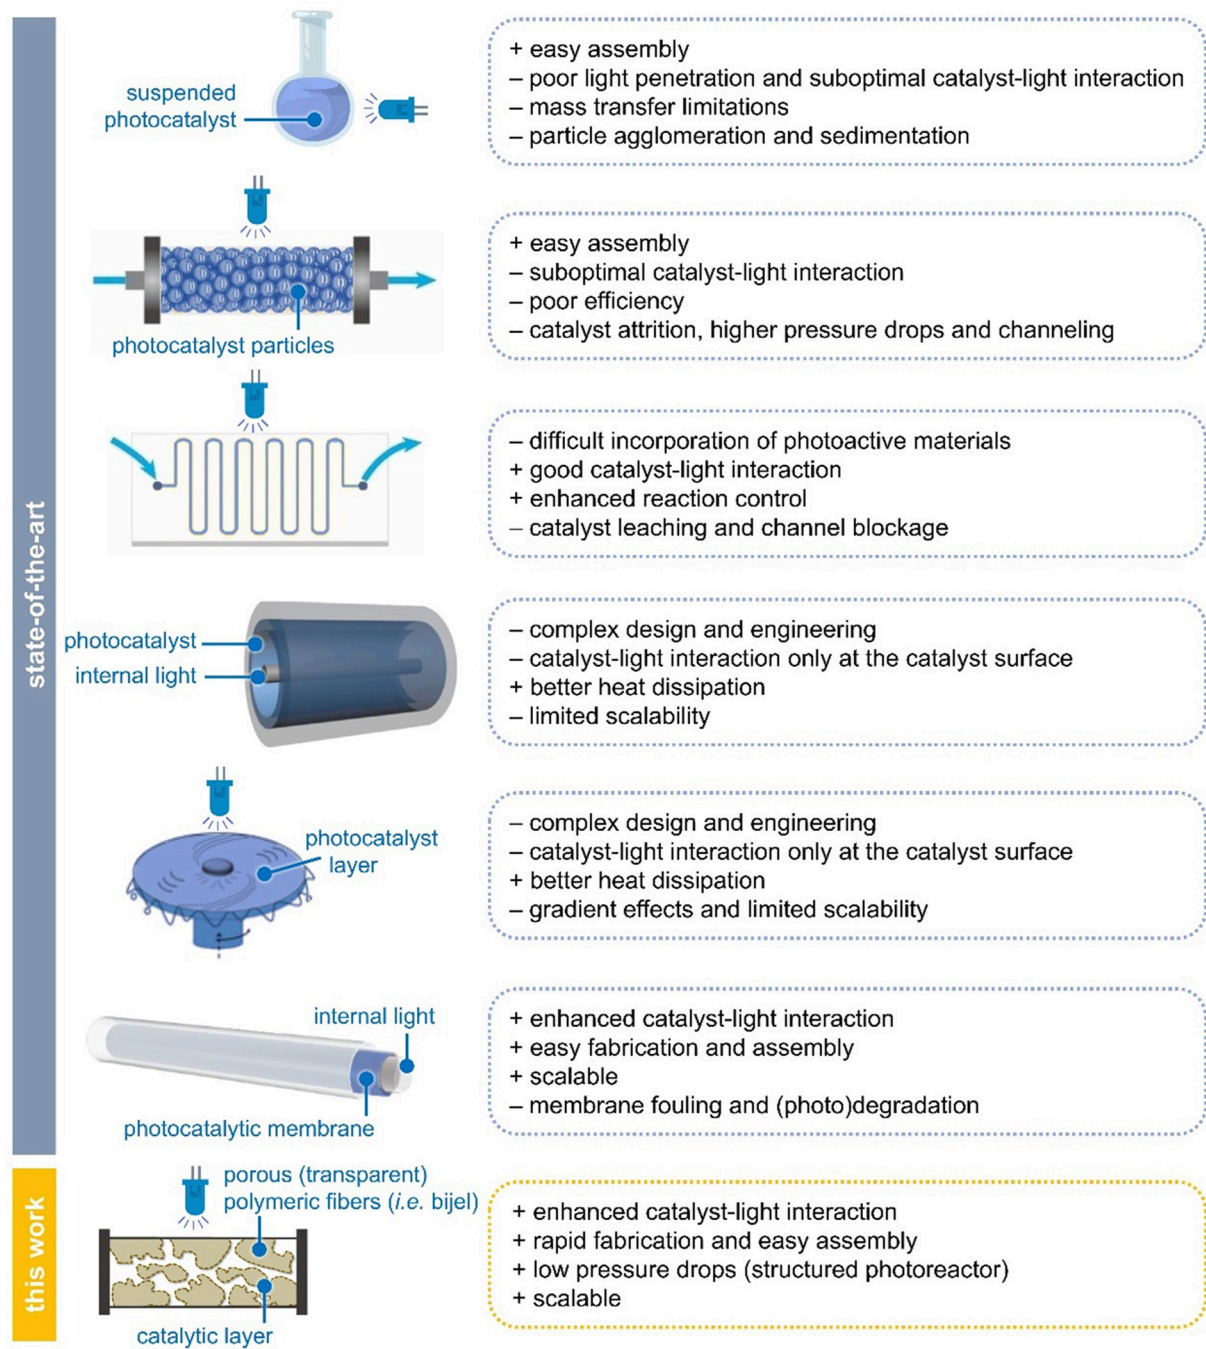 state-of-the-art
suspended
photocatalyst
+ easy assembly
– poor light penetration and suboptimal catalyst-light interaction
– mass transfer limitations
– particle agglomeration and sedimentation
photocatalyst particles
+ easy assembly
– suboptimal catalyst-light interaction
– poor efficiency
– catalyst attrition, higher pressure drops and channeling
– difficult incorporation of photoactive materials
+ good catalyst-light interaction
+ enhanced reaction control
– catalyst leaching and channel blockage
photocatalyst
internal light
– complex design and engineering
– catalyst-light interaction only at the catalyst surface
+ better heat dissipation
– limited scalability
photocatalyst
layer
– complex design and engineering
– catalyst-light interaction only at the catalyst surface
+ better heat dissipation
– gradient effects and limited scalability
internal light
photocatalytic membrane
+ enhanced catalyst-light interaction
+ easy fabrication and assembly
+ scalable
– membrane fouling and (photo)degradation
this work
porous (transparent)
polymeric fibers (i.e. bijel)
catalytic layer
+ enhanced catalyst-light interaction
+ rapid fabrication and easy assembly
+ low pressure drops (structured photoreactor)
+ scalable